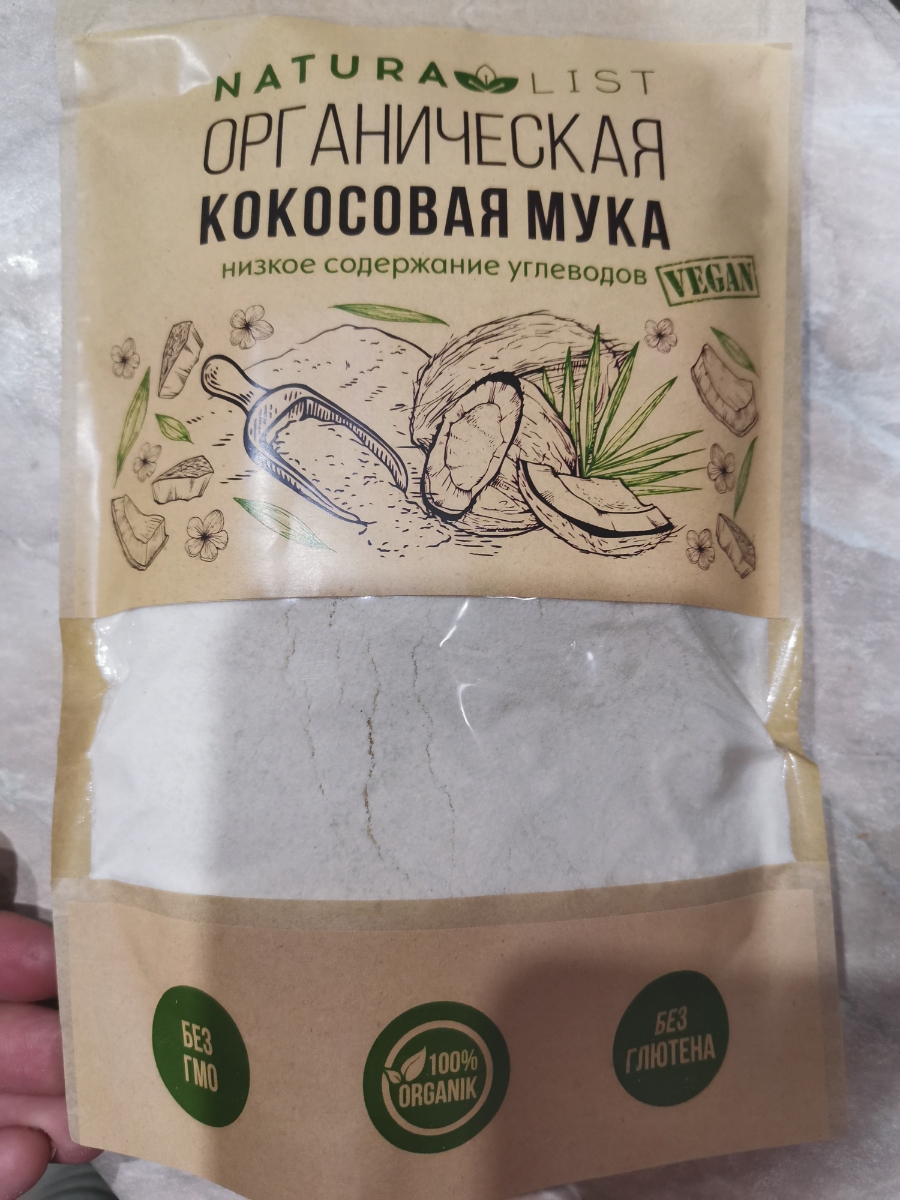 NATURA LIST
ОРГАНИЧЕСКАЯ
КОКОСОВАЯ МУКА
низкое содержание углеводов
VEGAN
БЕЗ
ГМО
100%
ORGANIK
БЕЗ
ГЛЮТЕНА